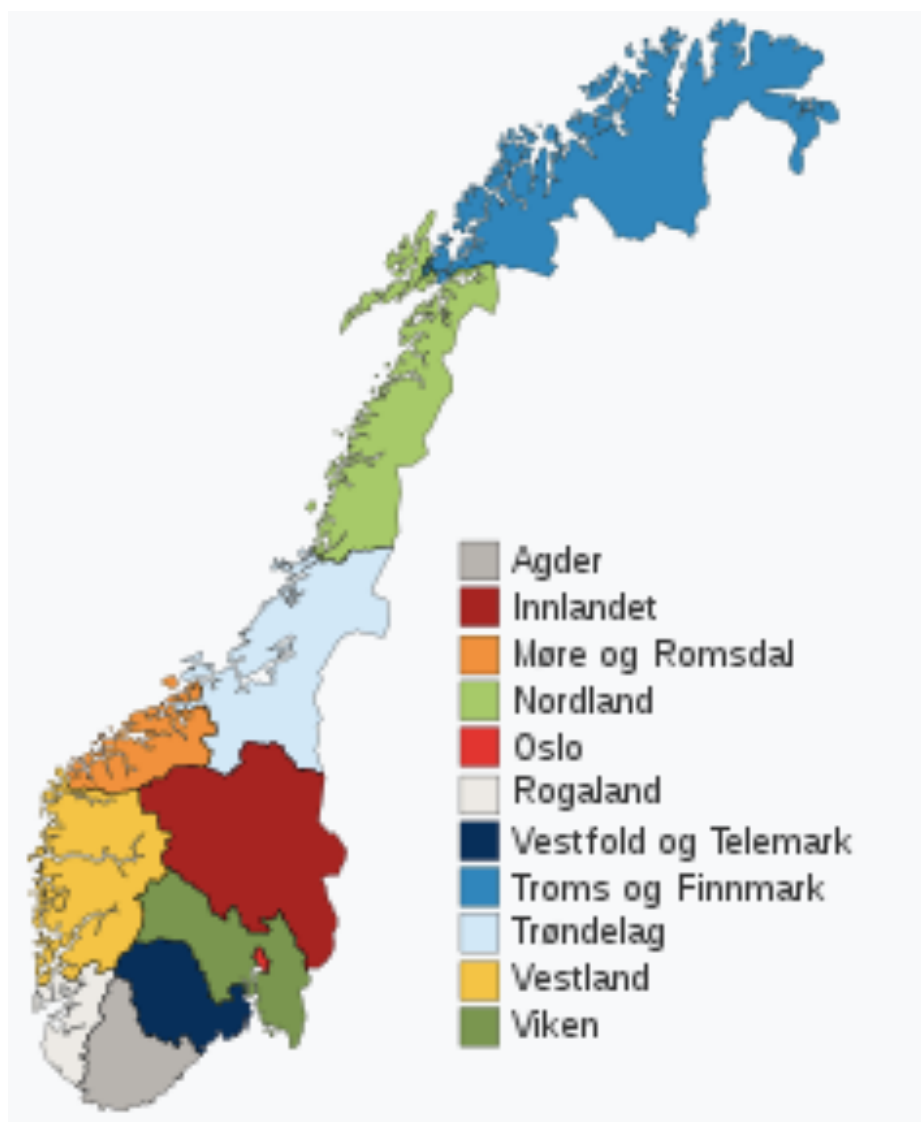 Agder
Innlandet
Møre og Romsdal
Nordland
Oslo
Rogaland
Vestfold og Telemark
Troms og Finnmark
Trøndelag
Vestland
Viken